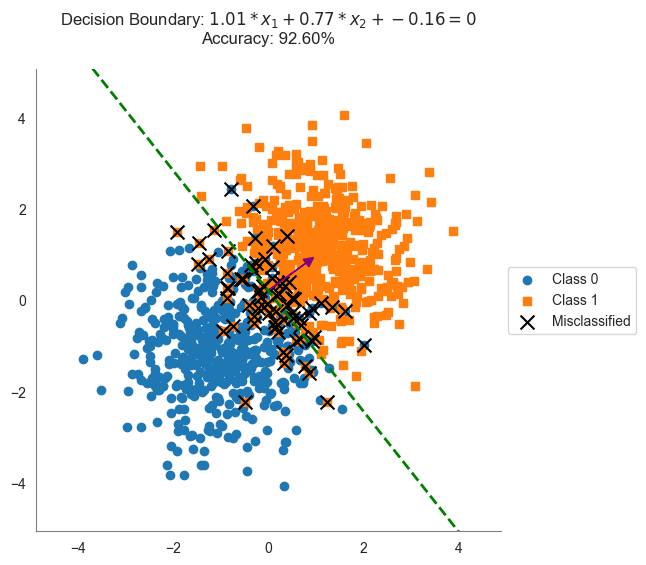 Decision Boundary: 1.01 * x₁ + 0.77 * x₂ + −0.16 = 0
Accuracy: 92.60%
4
2
0
−2
−4
−4
−2
0
2
4
Class 0
Class 1
Misclassified